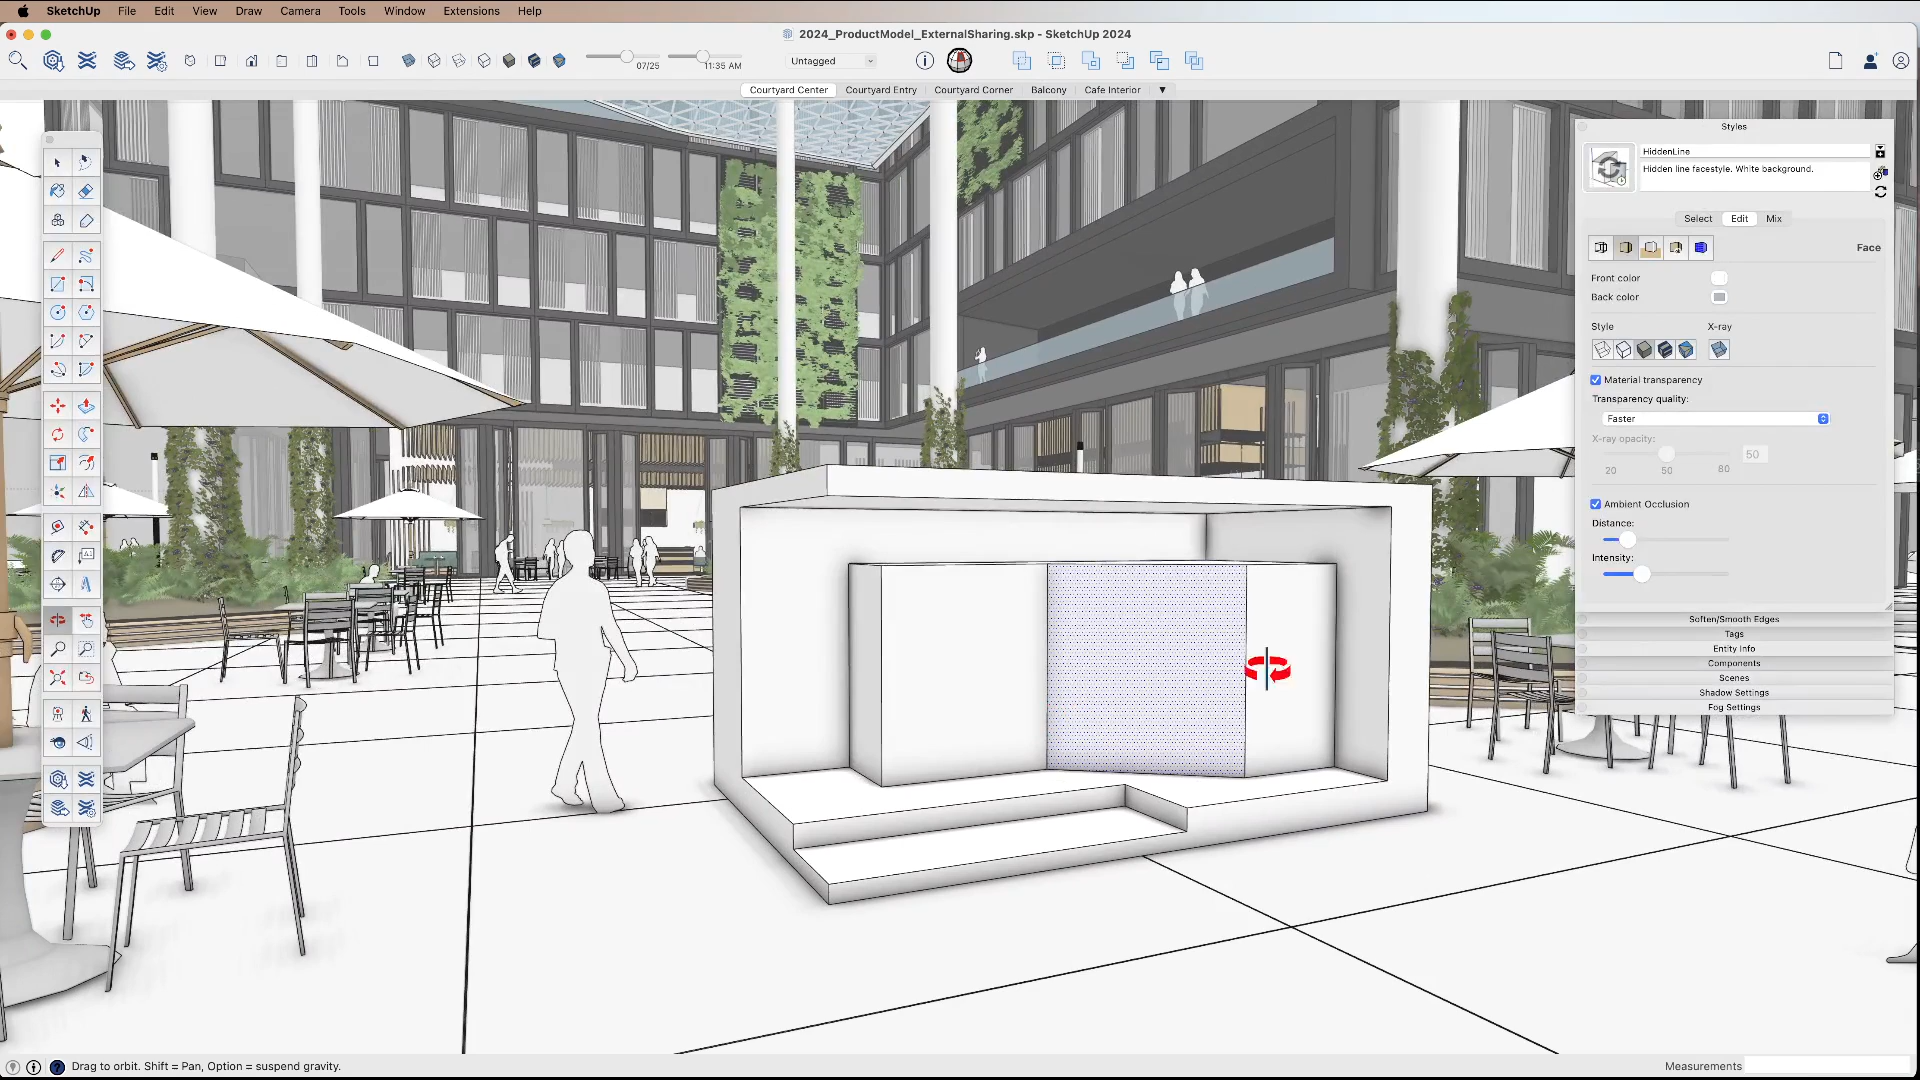 SketchUp File Edit View Draw Camera Tools Window Extensions Help
2024_ProductModel_ExternalSharing.skp - SketchUp 2024
07/25 11:35 AM Untagged
Courtyard Center Courtyard Entry Courtyard Corner Balcony Cafe Interior
Styles
HiddenLine
Hidden line facestyle. White background.
Select Edit Mix
Face
Front color
Back color
Style X-ray
Material transparency
Transparency quality:
Faster
X-ray opacity:
50
20 50 80
Ambient Occlusion
Distance:
Intensity:
Soften/Smooth Edges
Tags
Entity Info
Components
Scenes
Shadow Settings
Fog Settings
Drag to orbit. Shift = Pan, Option = suspend gravity.
Measurements